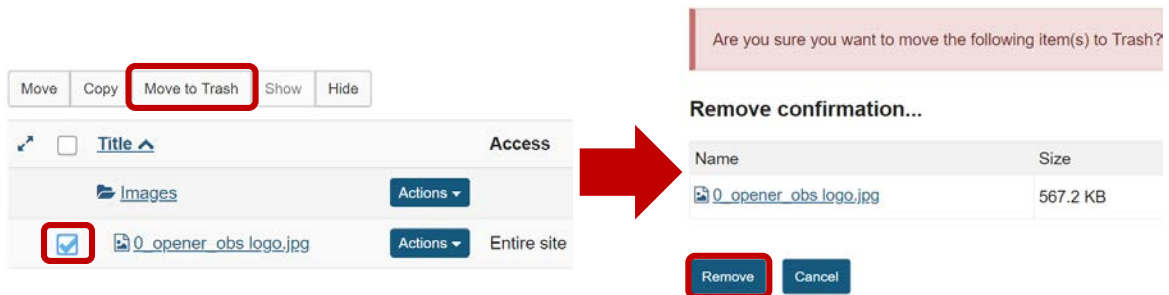 Move Copy Move to Trash Show Hide
Title Access
Images Actions
0_opener_obs logo.jpg Actions Entire site
Are you sure you want to move the following item(s) to Trash?
Remove confirmation...
Name Size
0_opener_obs logo.jpg 567.2 KB
Remove Cancel